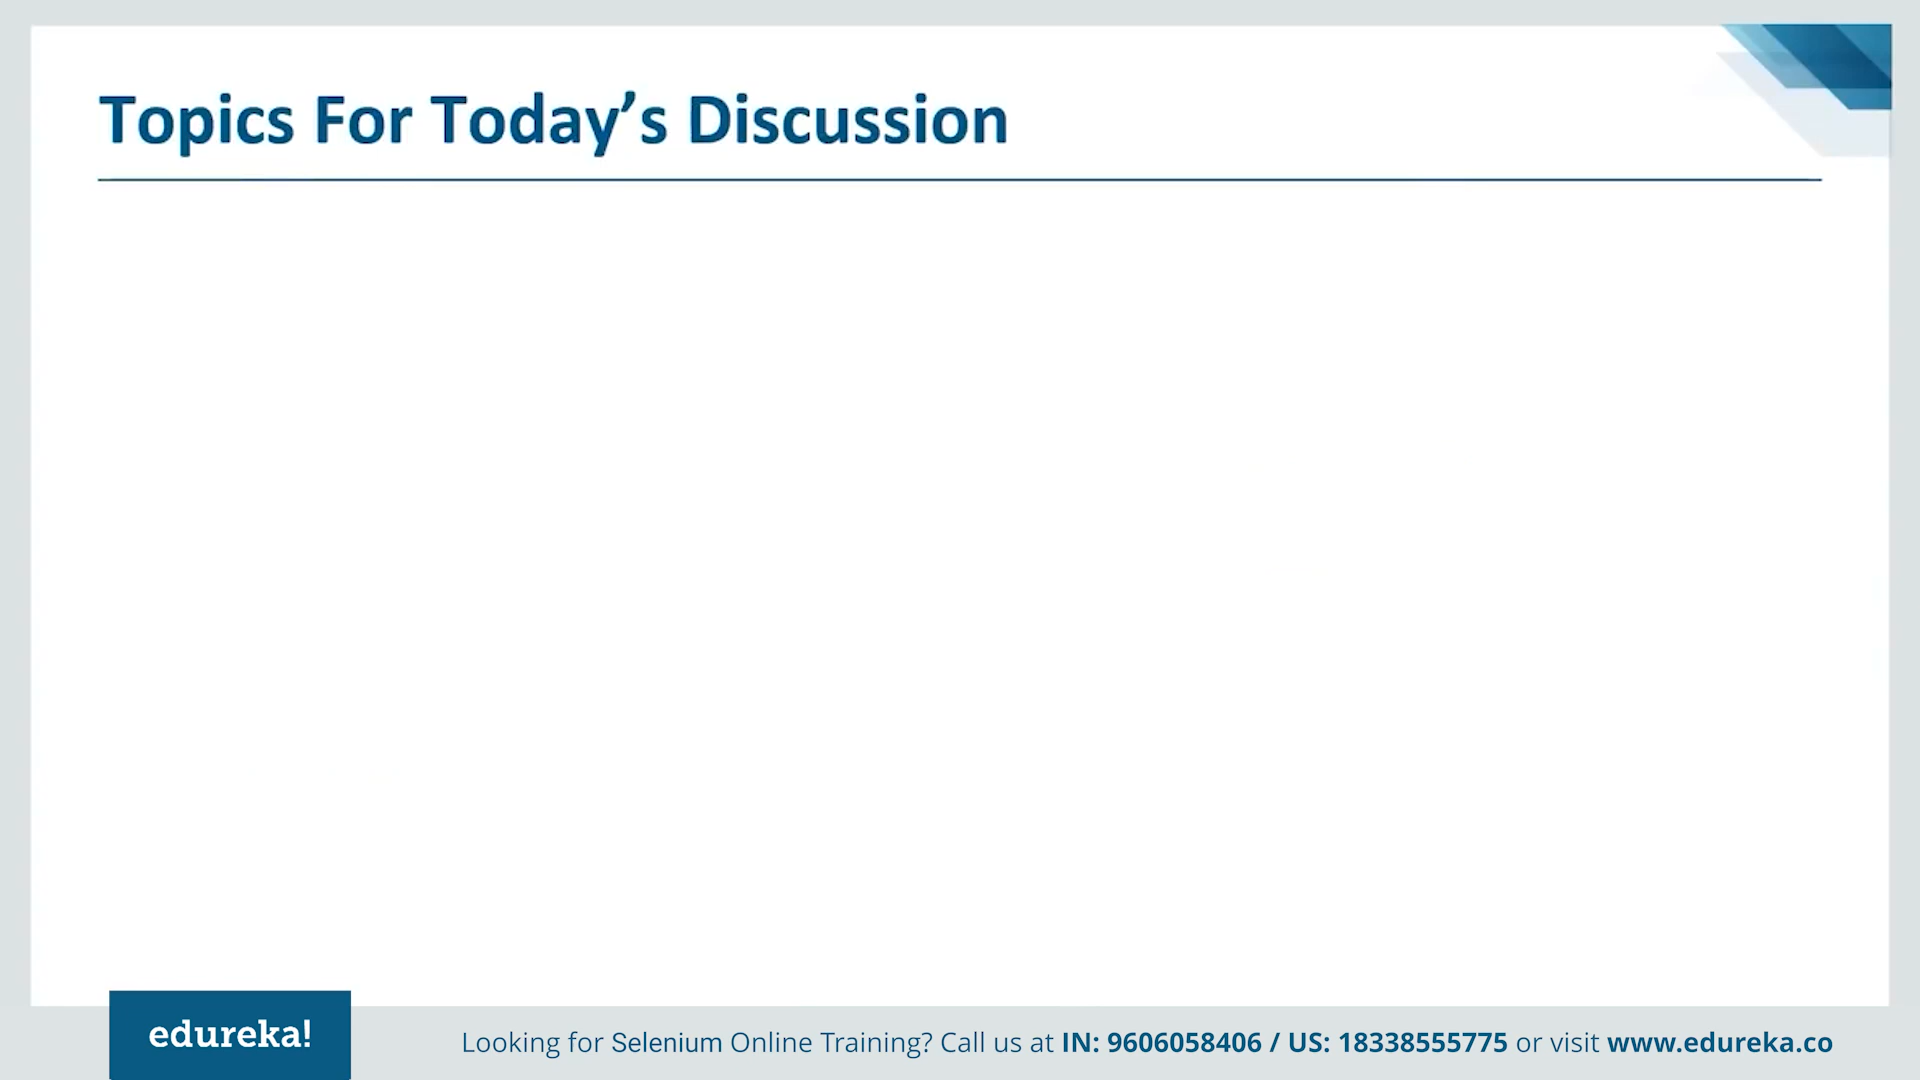 Topics For Today’s Discussion
edureka!
Looking for Selenium Online Training? Call us at IN: 9606058406 / US: 18338555775 or visit www.edureka.co